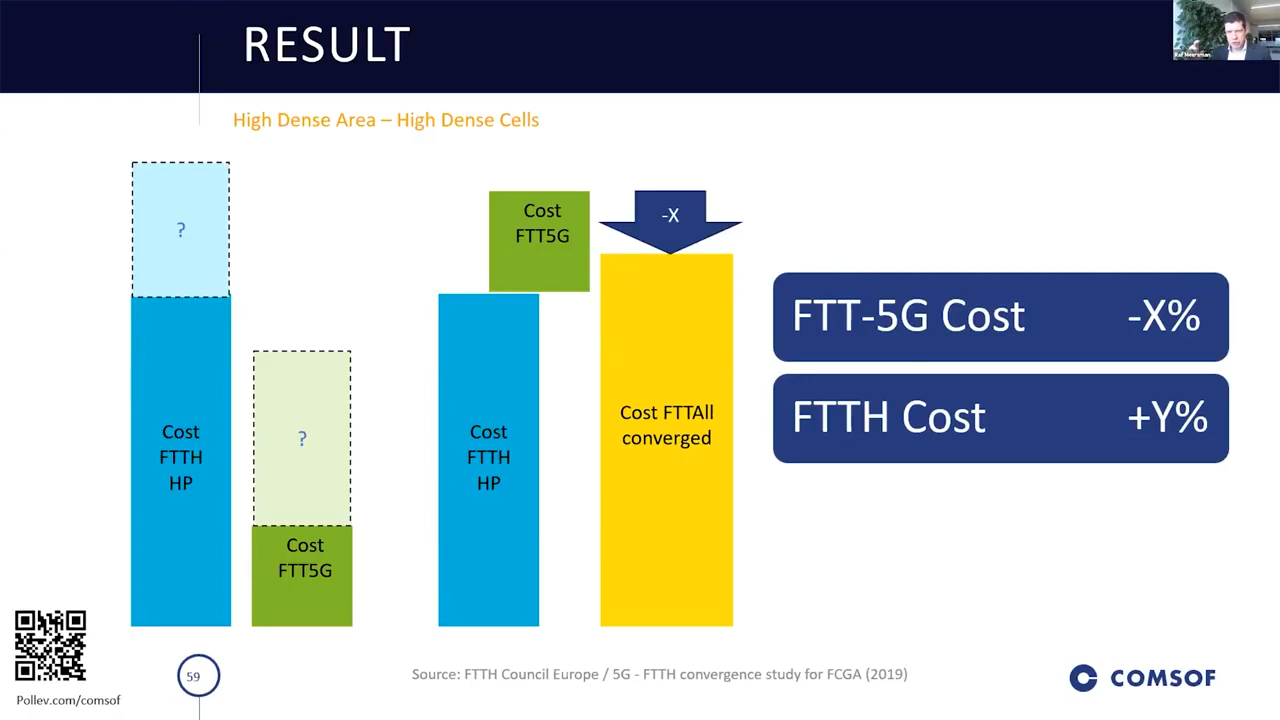 RESULT
Raf Meersman
High Dense Area – High Dense Cells
?
Cost
FTTH
HP
?
Cost
FTT5G
Cost
FTT5G
Cost
FTTH
HP
-X
Cost FTTAll
converged
FTT-5G Cost -X%
FTTH Cost +Y%
Pollev.com/comsof
59
Source: FTTH Council Europe / 5G - FTTH convergence study for FCGA (2019)
COMSOF